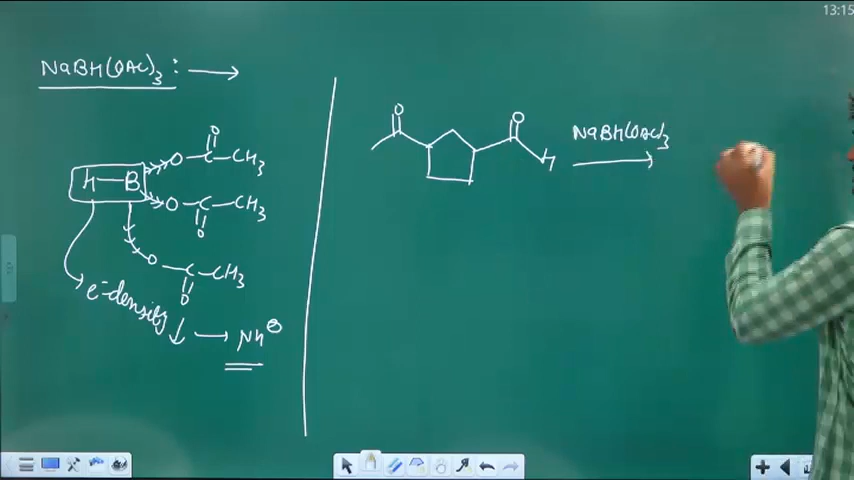 13:15
NaBH(OAc)3 : →
O
O-C-CH3
H-B
O-C-CH3
O
O-C-CH3
O
e- density ↓ → Nu⊖
O
O
H
NaBH(OAc)3